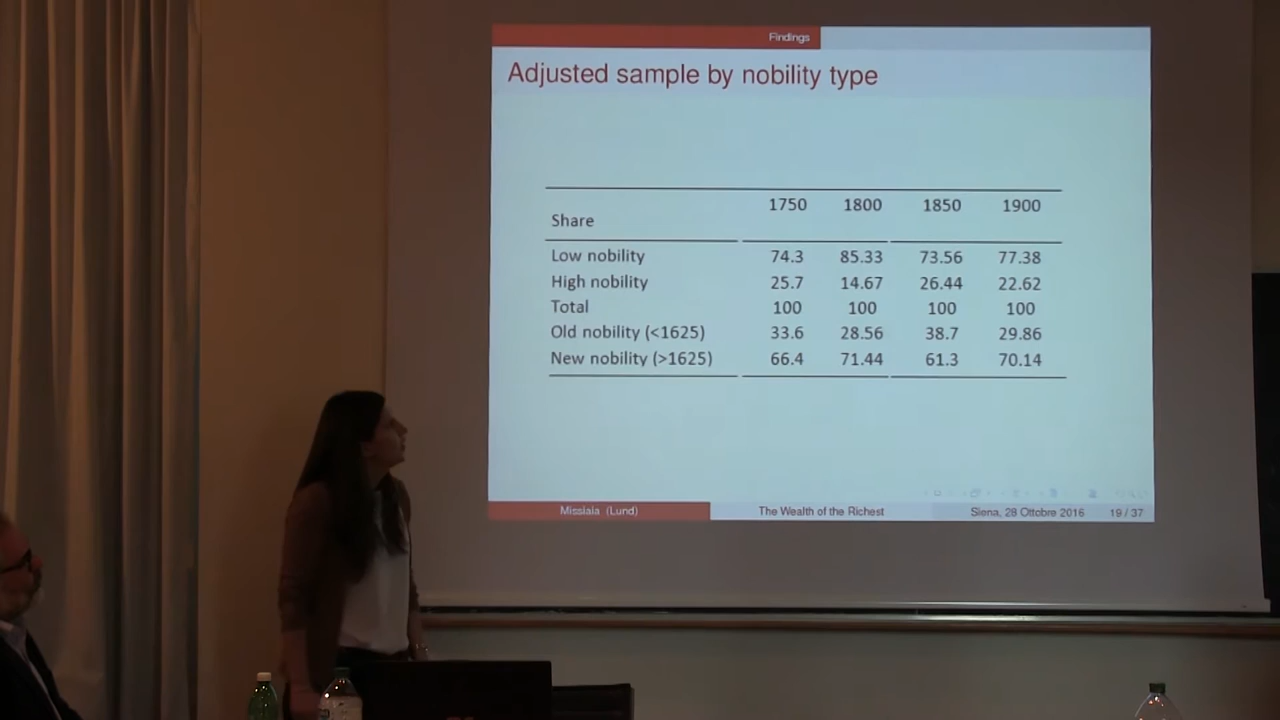 Findings
Adjusted sample by nobility type
Share 1750 1800 1850 1900
Low nobility 74.3 85.33 73.56 77.38
High nobility 25.7 14.67 26.44 22.62
Total 100 100 100 100
Old nobility (<1625) 33.6 28.56 38.7 29.86
New nobility (>1625) 66.4 71.44 61.3 70.14
Missiaia (Lund) The Wealth of the Richest Siena, 28 Ottobre 2016 19 / 37